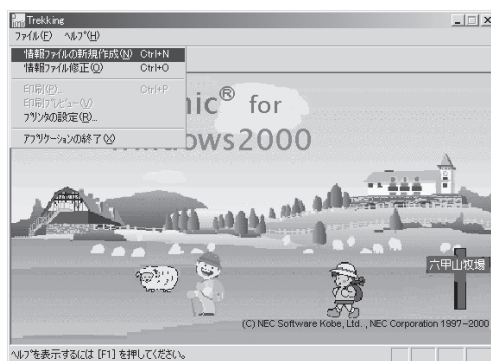 Trekking
ファイル(F) ヘルプ(H)
情報ファイルの新規作成(N) Ctrl+N
情報ファイル修正(O) Ctrl+O
印刷(P)... Ctrl+P
印刷プレビュー(V)
プリンタの設定(R)...
アプリケーションの終了(X)
nic® for
ows2000
六甲山牧場
(C) NEC Software Kobe, Ltd. , NEC Corporation 1997-2000
ヘルプを表示するには [F1] を押してください。